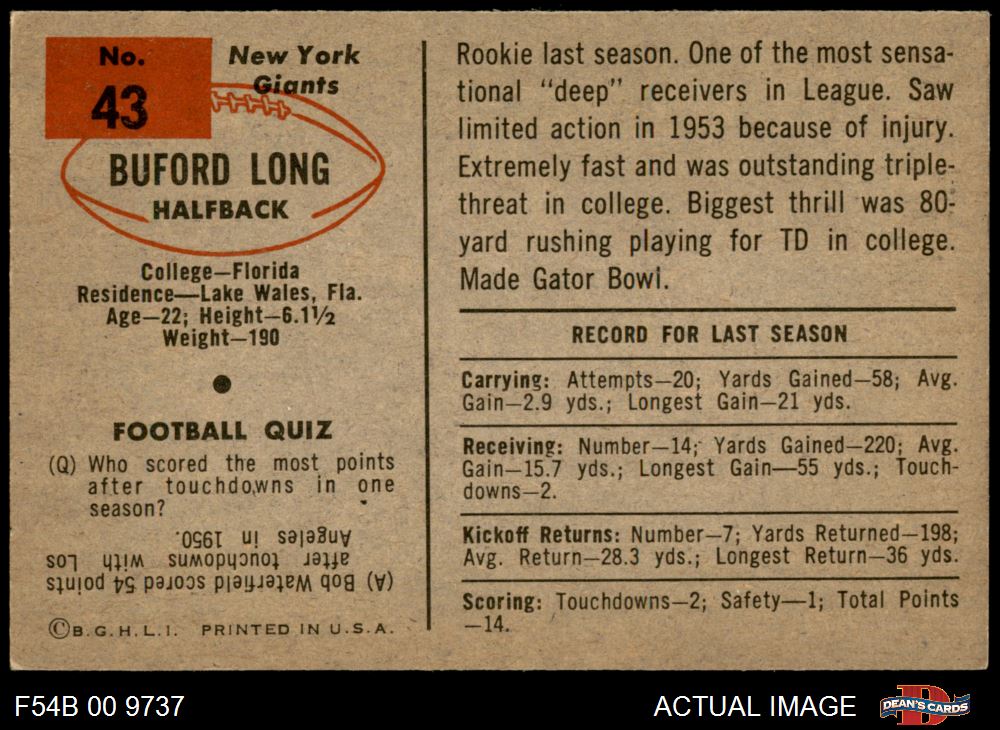 No.
43
New York
Giants
BUFORD LONG
HALFBACK
College—Florida
Residence—Lake Wales, Fla.
Age—22; Height—6.1½
Weight—190
FOOTBALL QUIZ
(Q) Who scored the most points
after touchdowns in one
season?
(A) Bob Waterfield scored 54 points
after touchdowns with Los
Angeles in 1950.
©B.G.H.L.I. PRINTED IN U.S.A.
Rookie last season. One of the most sensa-
tional "deep" receivers in League. Saw
limited action in 1953 because of injury.
Extremely fast and was outstanding triple-
threat in college. Biggest thrill was 80-
yard rushing playing for TD in college.
Made Gator Bowl.
RECORD FOR LAST SEASON
Carrying: Attempts—20; Yards Gained—58; Avg.
Gain—2.9 yds.; Longest Gain—21 yds.
Receiving: Number—14; Yards Gained—220; Avg.
Gain—15.7 yds.; Longest Gain—55 yds.; Touch-
downs—2.
Kickoff Returns: Number—7; Yards Returned—198;
Avg. Return—28.3 yds.; Longest Return—36 yds.
Scoring: Touchdowns—2; Safety—1; Total Points
—14.
F54B 00 9737
ACTUAL IMAGE
D
DEAN'S CARDS